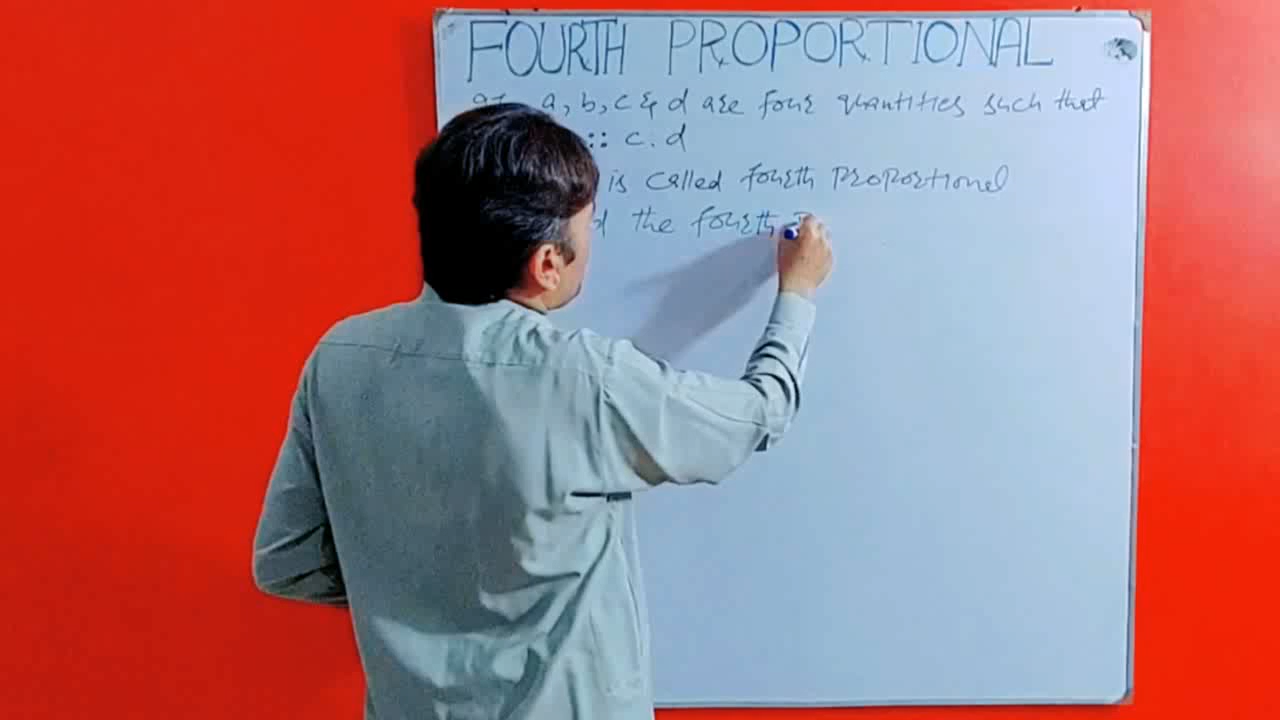 FOURTH PROPORTIONAL
a, b, c & d are four quantities such that
:: c . d
is called fourth Proportional
the fourth